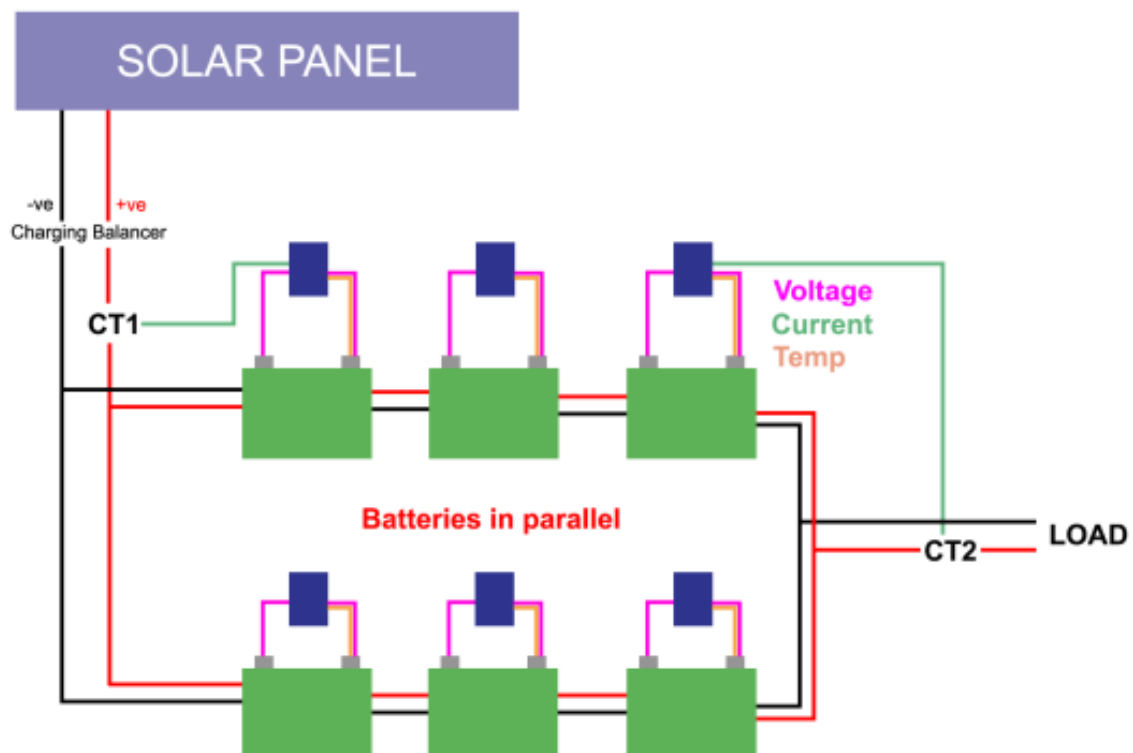 SOLAR PANEL
-ve
+ve
Charging Balancer
CT1
Voltage
Current
Temp
Batteries in parallel
CT2
LOAD